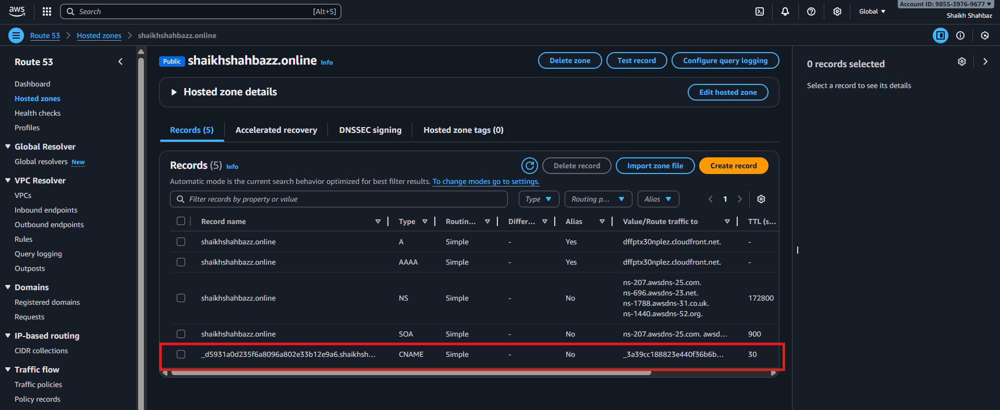 aws
Search [Alt+S]
Global
Account ID: 9855-3976-9677
Shaikh Shahbaz
Route 53
Hosted zones
shaikhshahbazz.online
Route 53
Dashboard
Hosted zones
Health checks
Profiles
Global Resolver
Global resolvers New
VPC Resolver
VPCs
Inbound endpoints
Outbound endpoints
Rules
Query logging
Outposts
Domains
Registered domains
Requests
IP-based routing
CIDR collections
Traffic flow
Traffic policies
Policy records
Public shaikhshahbazz.online Info
Delete zone Test record Configure query logging
Hosted zone details Edit hosted zone
Records (5) Accelerated recovery DNSSEC signing Hosted zone tags (0)
Records (5) Info Delete record Import zone file Create record
Automatic mode is the current search behavior optimized for best filter results. To change modes go to settings.
Filter records by property or value Type Routing p... Alias 1
Record name Type Routin... Differ... Alias Value/Route traffic to TTL (s...
shaikhshahbazz.online A Simple - Yes dffptx30nplez.cloudfront.net. -
shaikhshahbazz.online AAAA Simple - Yes dffptx30nplez.cloudfront.net. -
ns-207.awsdns-25.com.
ns-696.awsdns-23.net.
shaikhshahbazz.online NS Simple - No 172800
ns-1788.awsdns-31.co.uk.
ns-1440.awsdns-52.org.
shaikhshahbazz.online SOA Simple - No ns-207.awsdns-25.com. awsd... 900
_d5931a0d235f6a8096a802e33b12e9a6.shaikhsh... CNAME Simple - No _3a39cc188823e440f36b6b... 30
0 records selected
Select a record to see its details